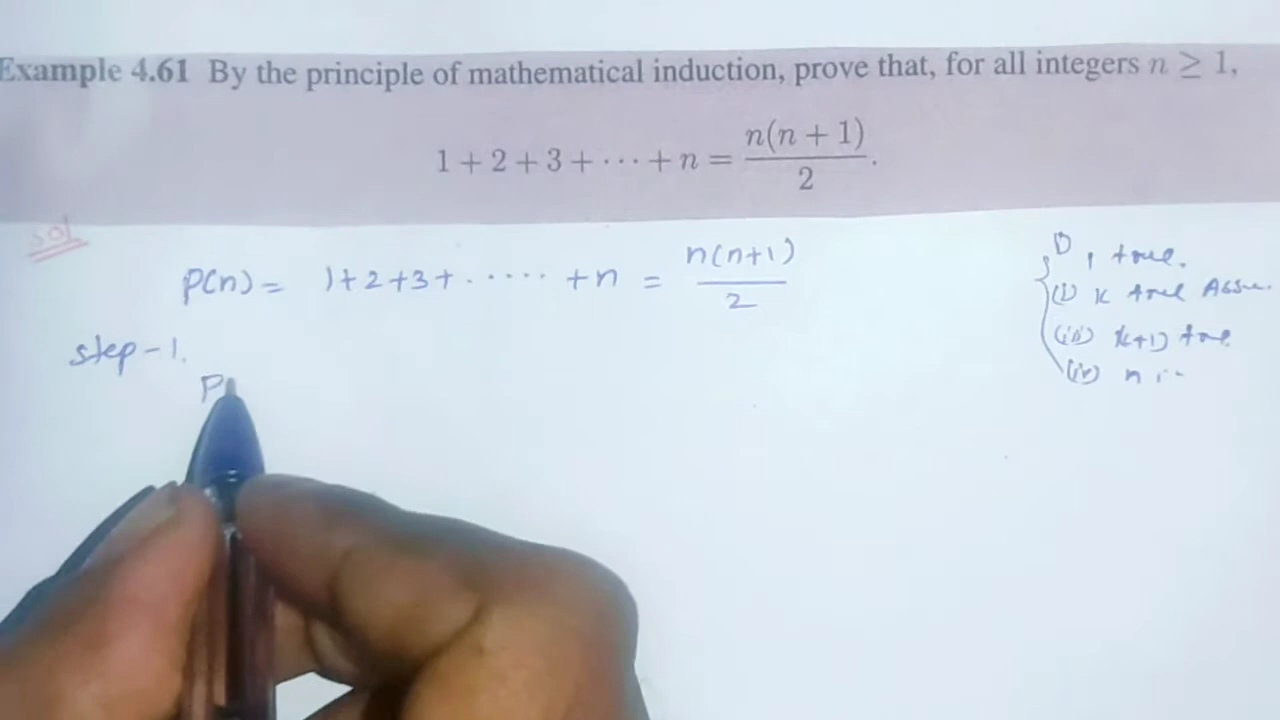 Example 4.61 By the principle of mathematical induction, prove that, for all integers n ≥ 1,
1 + 2 + 3 + ··· + n = n(n + 1)/2.
Sol
P(n) = 1+2+3+ ...... +n = n(n+1)/2
step-1.
P
i) 1 true.
(ii) k true Assu.
(iii) k+1) true
(iv) n